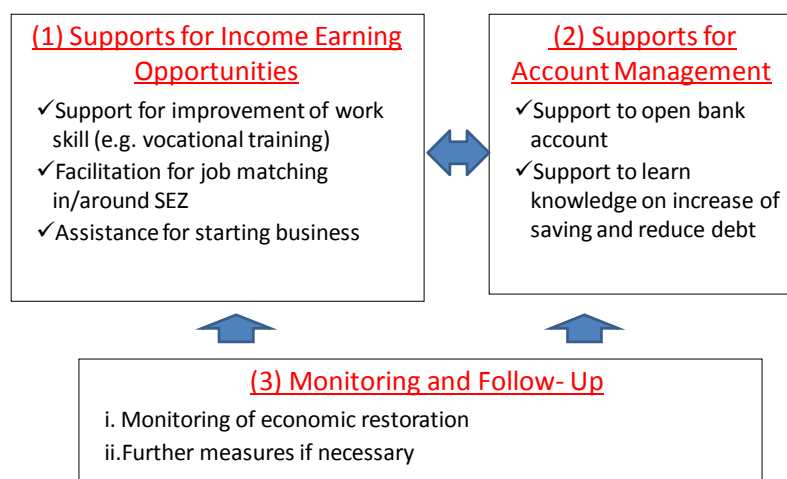 (1) Supports for Income Earning
Opportunities
✓Support for improvement of work
skill (e.g. vocational training)
✓Facilitation for job matching
in/around SEZ
✓Assistance for starting business
(2) Supports for
Account Management
✓Support to open bank
account
✓Support to learn
knowledge on increase of
saving and reduce debt
(3) Monitoring and Follow- Up
i. Monitoring of economic restoration
ii.Further measures if necessary